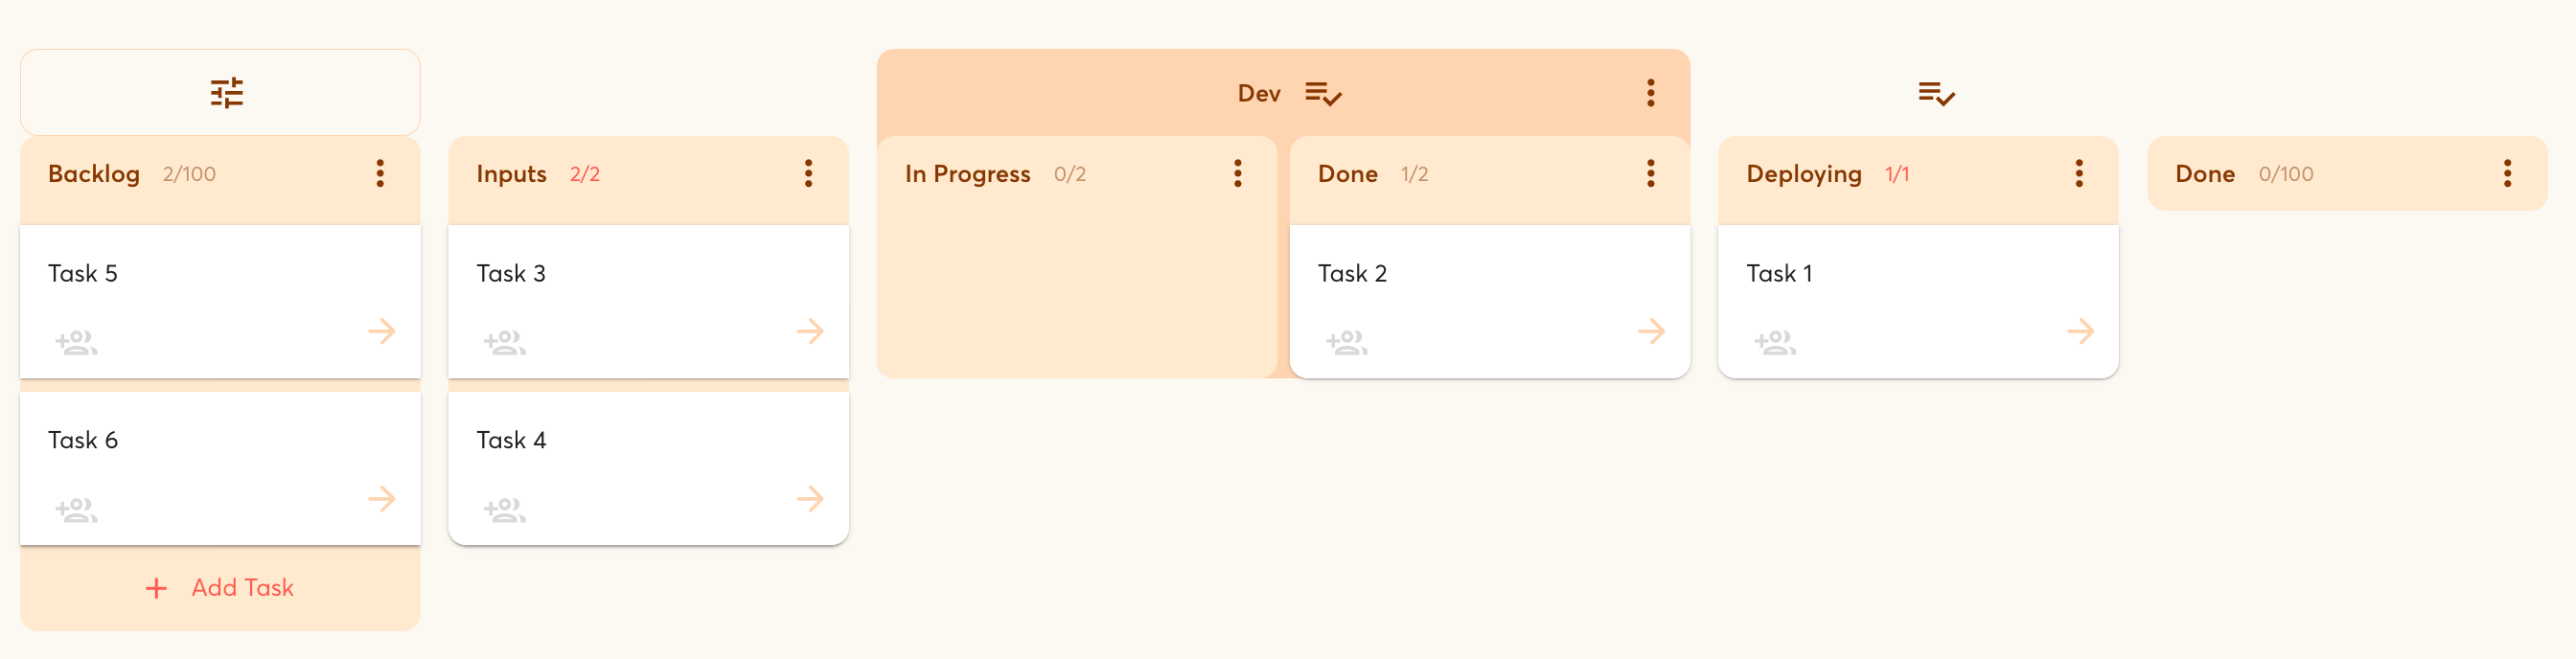 Dev
Backlog 2/100
Inputs 2/2
In Progress 0/2
Done 1/2
Deploying 1/1
Done 0/100
Task 5
Task 3
Task 2
Task 1
Task 6
Task 4
+ Add Task